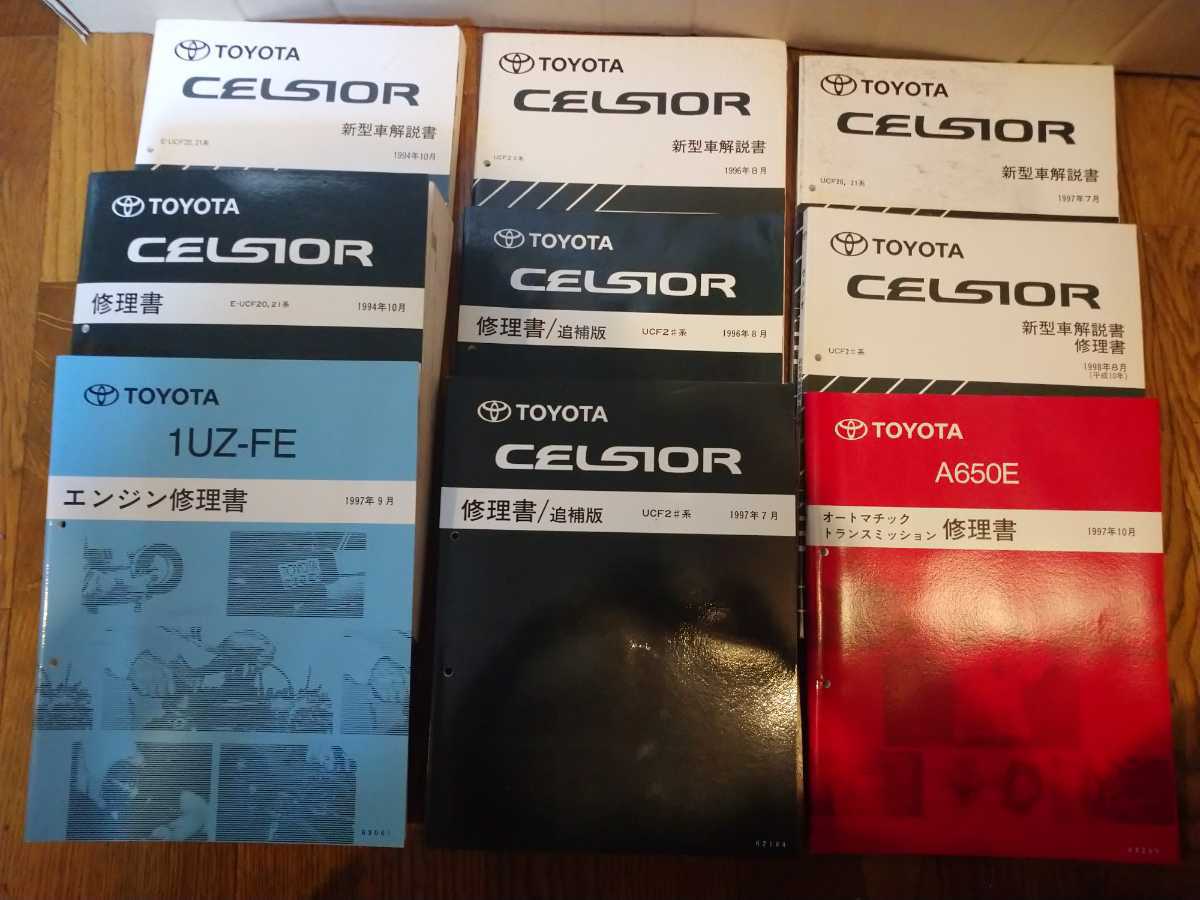 TOYOTA
CELSIOR
新型車解説書
E-UCF20, 21系
1994年10月
TOYOTA
CELSIOR
新型車解説書
UCF2♯系
1996年8月
TOYOTA
CELSIOR
新型車解説書
UCF20, 21系
1997年7月
TOYOTA
CELSIOR
修理書
E-UCF20, 21系
1994年10月
TOYOTA
CELSIOR
修理書/追補版
UCF2♯系
1996年8月
TOYOTA
CELSIOR
新型車解説書
修理書
UCF2♯系
1998年8月
(平成10年)
TOYOTA
1UZ-FE
エンジン修理書
1997年9月
TOYOTA
CELSIOR
修理書/追補版
UCF2♯系
1997年7月
TOYOTA
A650E
オートマチック
トランスミッション 修理書
1997年10月